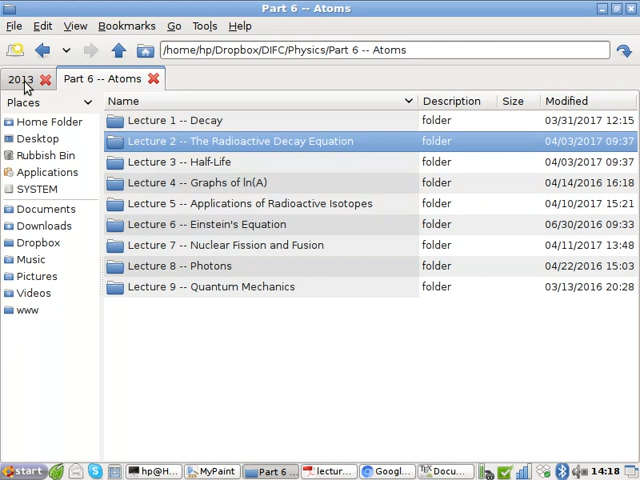 Part 6 -- Atoms
File Edit View Bookmarks Go Tools Help
/home/hp/Dropbox/DIFC/Physics/Part 6 -- Atoms
2013 Part 6 -- Atoms
Places Name Description Size Modified
Home Folder
Desktop
Rubbish Bin
Applications
SYSTEM
Documents
Downloads
Dropbox
Music
Pictures
Videos
www
Lecture 1 -- Decay folder 03/31/2017 12:15
Lecture 2 -- The Radioactive Decay Equation folder 04/03/2017 09:37
Lecture 3 -- Half-Life folder 04/03/2017 09:37
Lecture 4 -- Graphs of ln(A) folder 04/14/2016 16:18
Lecture 5 -- Applications of Radioactive Isotopes folder 04/10/2017 15:21
Lecture 6 -- Einstein's Equation folder 06/30/2016 09:33
Lecture 7 -- Nuclear Fission and Fusion folder 04/11/2017 13:48
Lecture 8 -- Photons folder 04/22/2016 15:03
Lecture 9 -- Quantum Mechanics folder 03/13/2016 20:28
start hp@H... MyPaint Part 6 ... lectur... Googl... Docu... 14:18